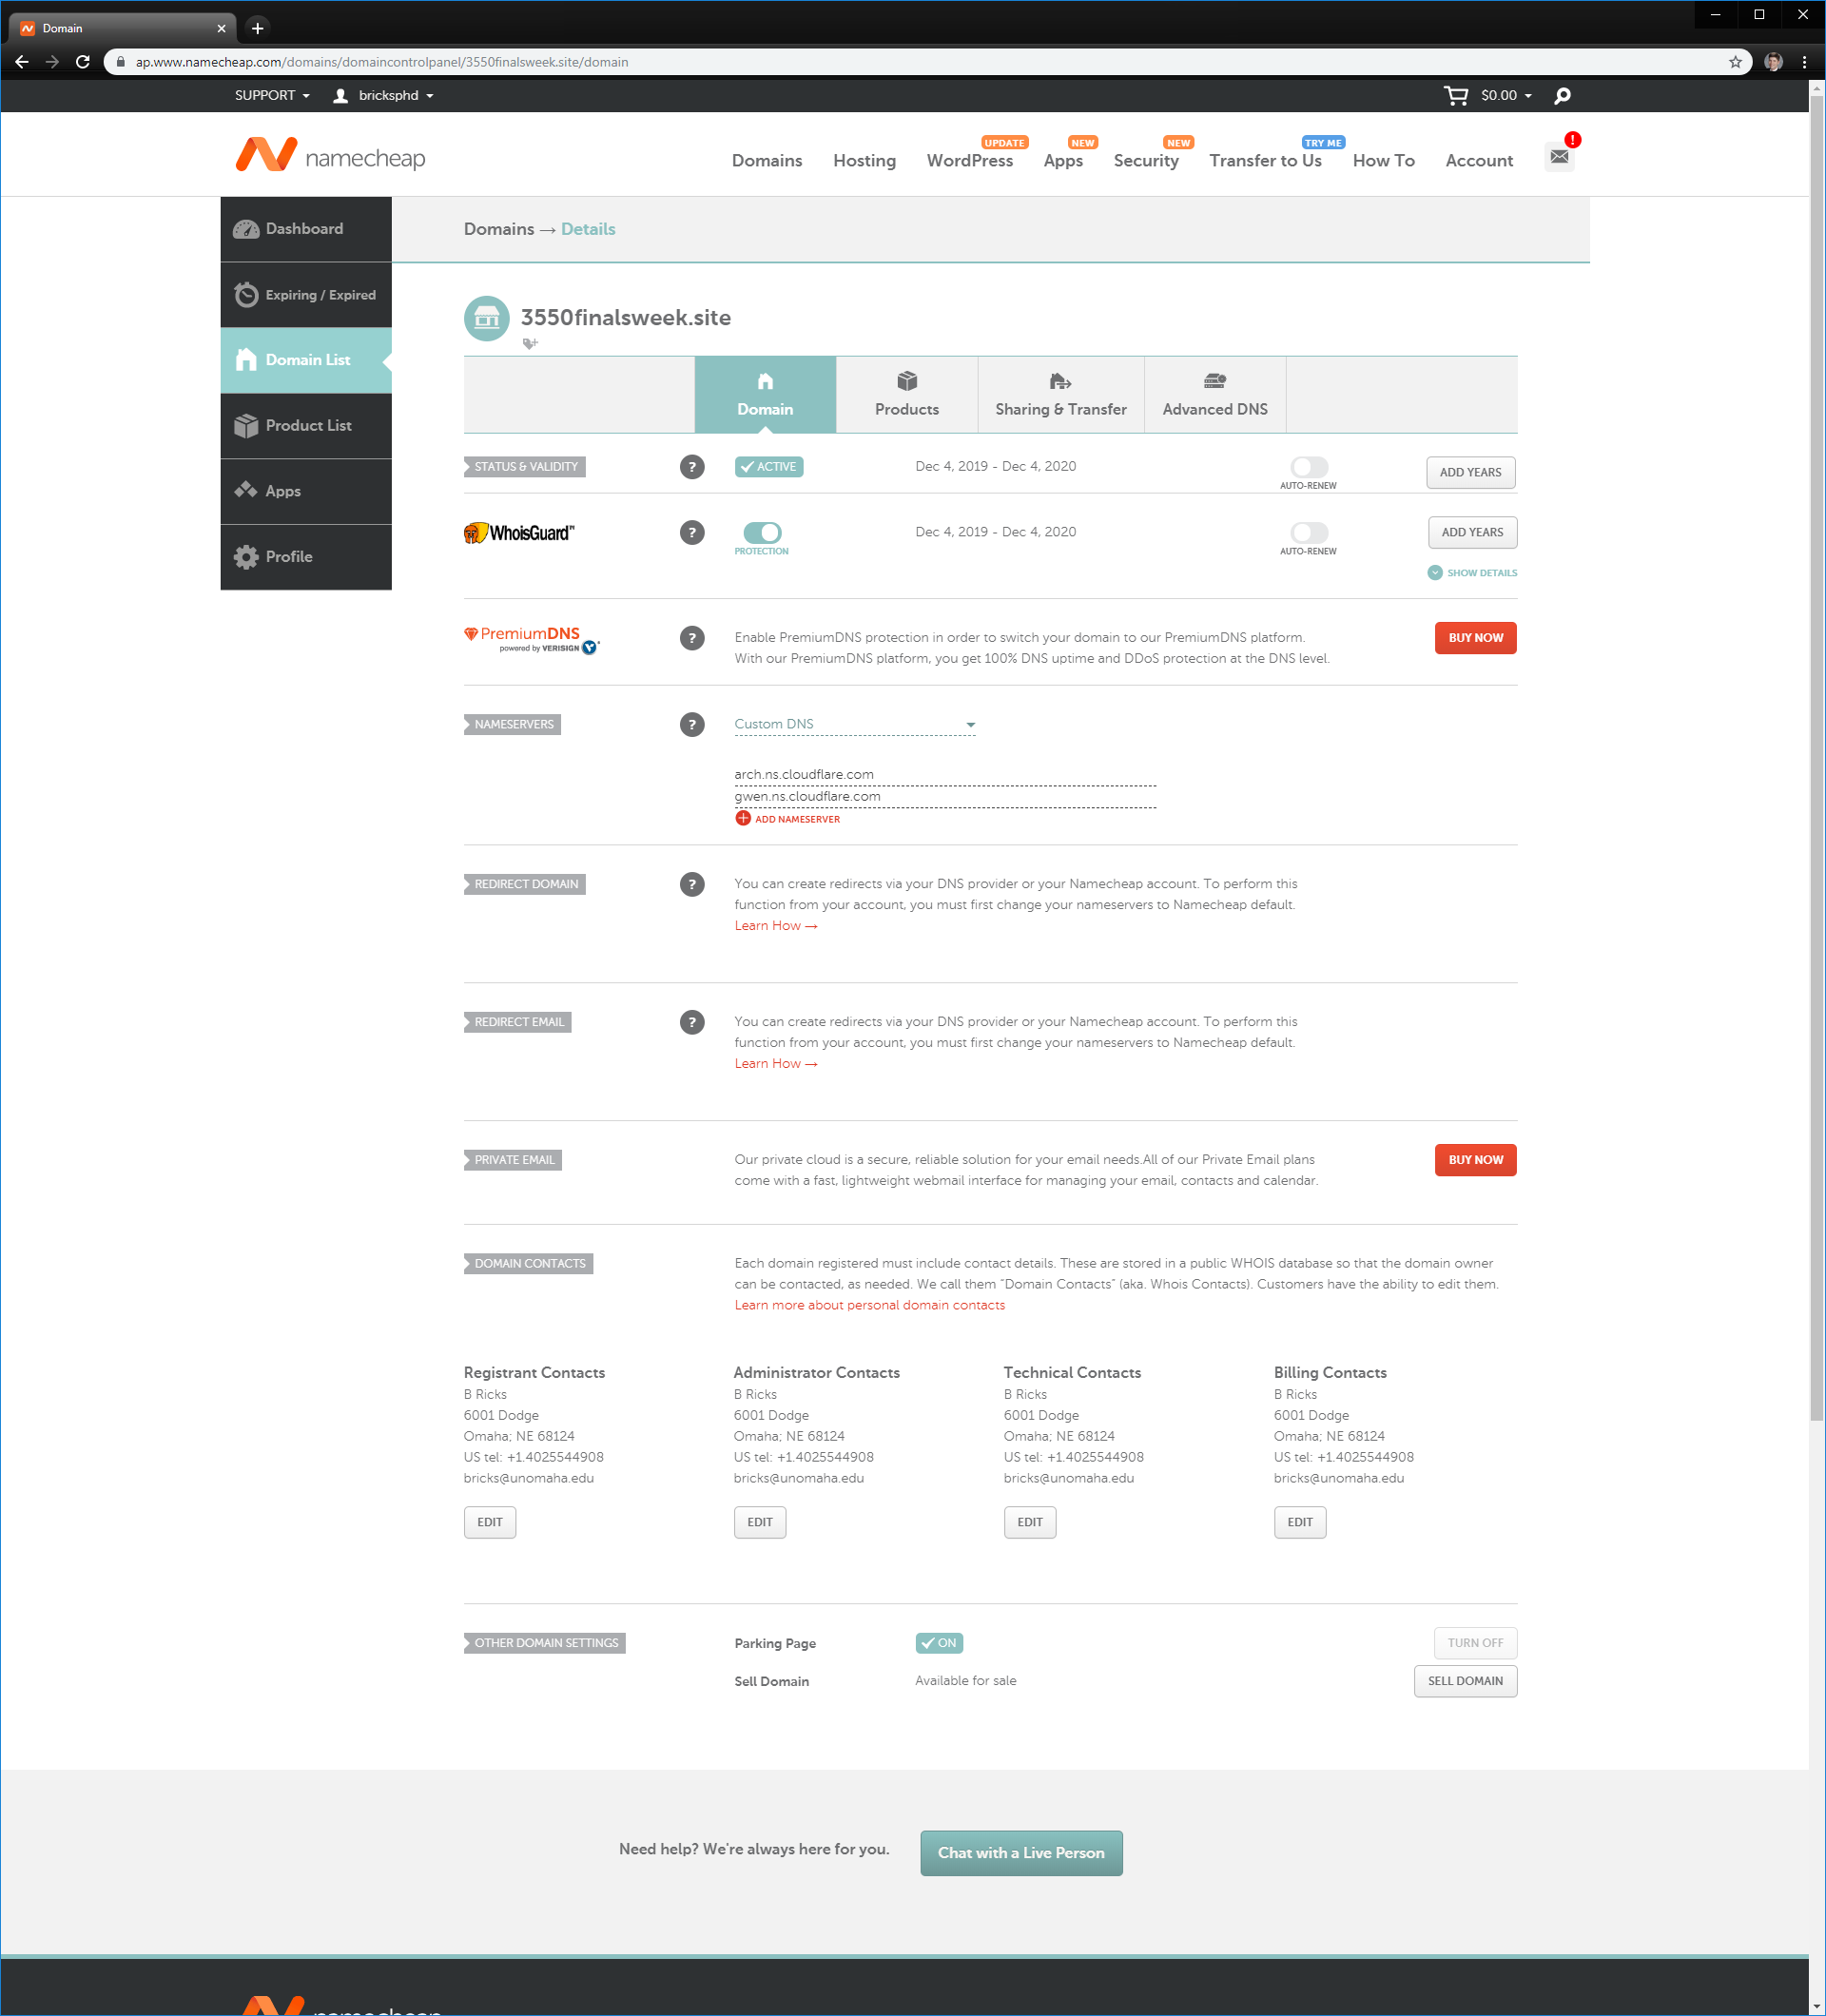 Domain
ap.www.namecheap.com/domains/domaincontrolpanel/3550finalsweek.site/domain
SUPPORT bricksphd $0.00
namecheap
UPDATE NEW NEW TRY ME
Domains Hosting WordPress Apps Security Transfer to Us How To Account
!
Dashboard
Expiring / Expired
Domain List
Product List
Apps
Profile
Domains → Details
3550finalsweek.site
Domain Products Sharing & Transfer Advanced DNS
STATUS & VALIDITY ? ACTIVE Dec 4, 2019 - Dec 4, 2020 AUTO-RENEW ADD YEARS
WhoisGuard™ ? PROTECTION Dec 4, 2019 - Dec 4, 2020 AUTO-RENEW ADD YEARS
SHOW DETAILS
PremiumDNS
powered by VERISIGN
?
Enable PremiumDNS protection in order to switch your domain to our PremiumDNS platform.
With our PremiumDNS platform, you get 100% DNS uptime and DDoS protection at the DNS level.
BUY NOW
NAMESERVERS ? Custom DNS
arch.ns.cloudflare.com
gwen.ns.cloudflare.com
ADD NAMESERVER
REDIRECT DOMAIN ? You can create redirects via your DNS provider or your Namecheap account. To perform this
function from your account, you must first change your nameservers to Namecheap default.
Learn How →
REDIRECT EMAIL ? You can create redirects via your DNS provider or your Namecheap account. To perform this
function from your account, you must first change your nameservers to Namecheap default.
Learn How →
PRIVATE EMAIL Our private cloud is a secure, reliable solution for your email needs.All of our Private Email plans
come with a fast, lightweight webmail interface for managing your email, contacts and calendar.
BUY NOW
DOMAIN CONTACTS Each domain registered must include contact details. These are stored in a public WHOIS database so that the domain owner
can be contacted, as needed. We call them "Domain Contacts" (aka. Whois Contacts). Customers have the ability to edit them.
Learn more about personal domain contacts
Registrant Contacts
B Ricks
6001 Dodge
Omaha; NE 68124
US tel: +1.4025544908
bricks@unomaha.edu
EDIT
Administrator Contacts
B Ricks
6001 Dodge
Omaha; NE 68124
US tel: +1.4025544908
bricks@unomaha.edu
EDIT
Technical Contacts
B Ricks
6001 Dodge
Omaha; NE 68124
US tel: +1.4025544908
bricks@unomaha.edu
EDIT
Billing Contacts
B Ricks
6001 Dodge
Omaha; NE 68124
US tel: +1.4025544908
bricks@unomaha.edu
EDIT
OTHER DOMAIN SETTINGS Parking Page ON TURN OFF
Sell Domain Available for sale SELL DOMAIN
Need help? We're always here for you. Chat with a Live Person
namecheap